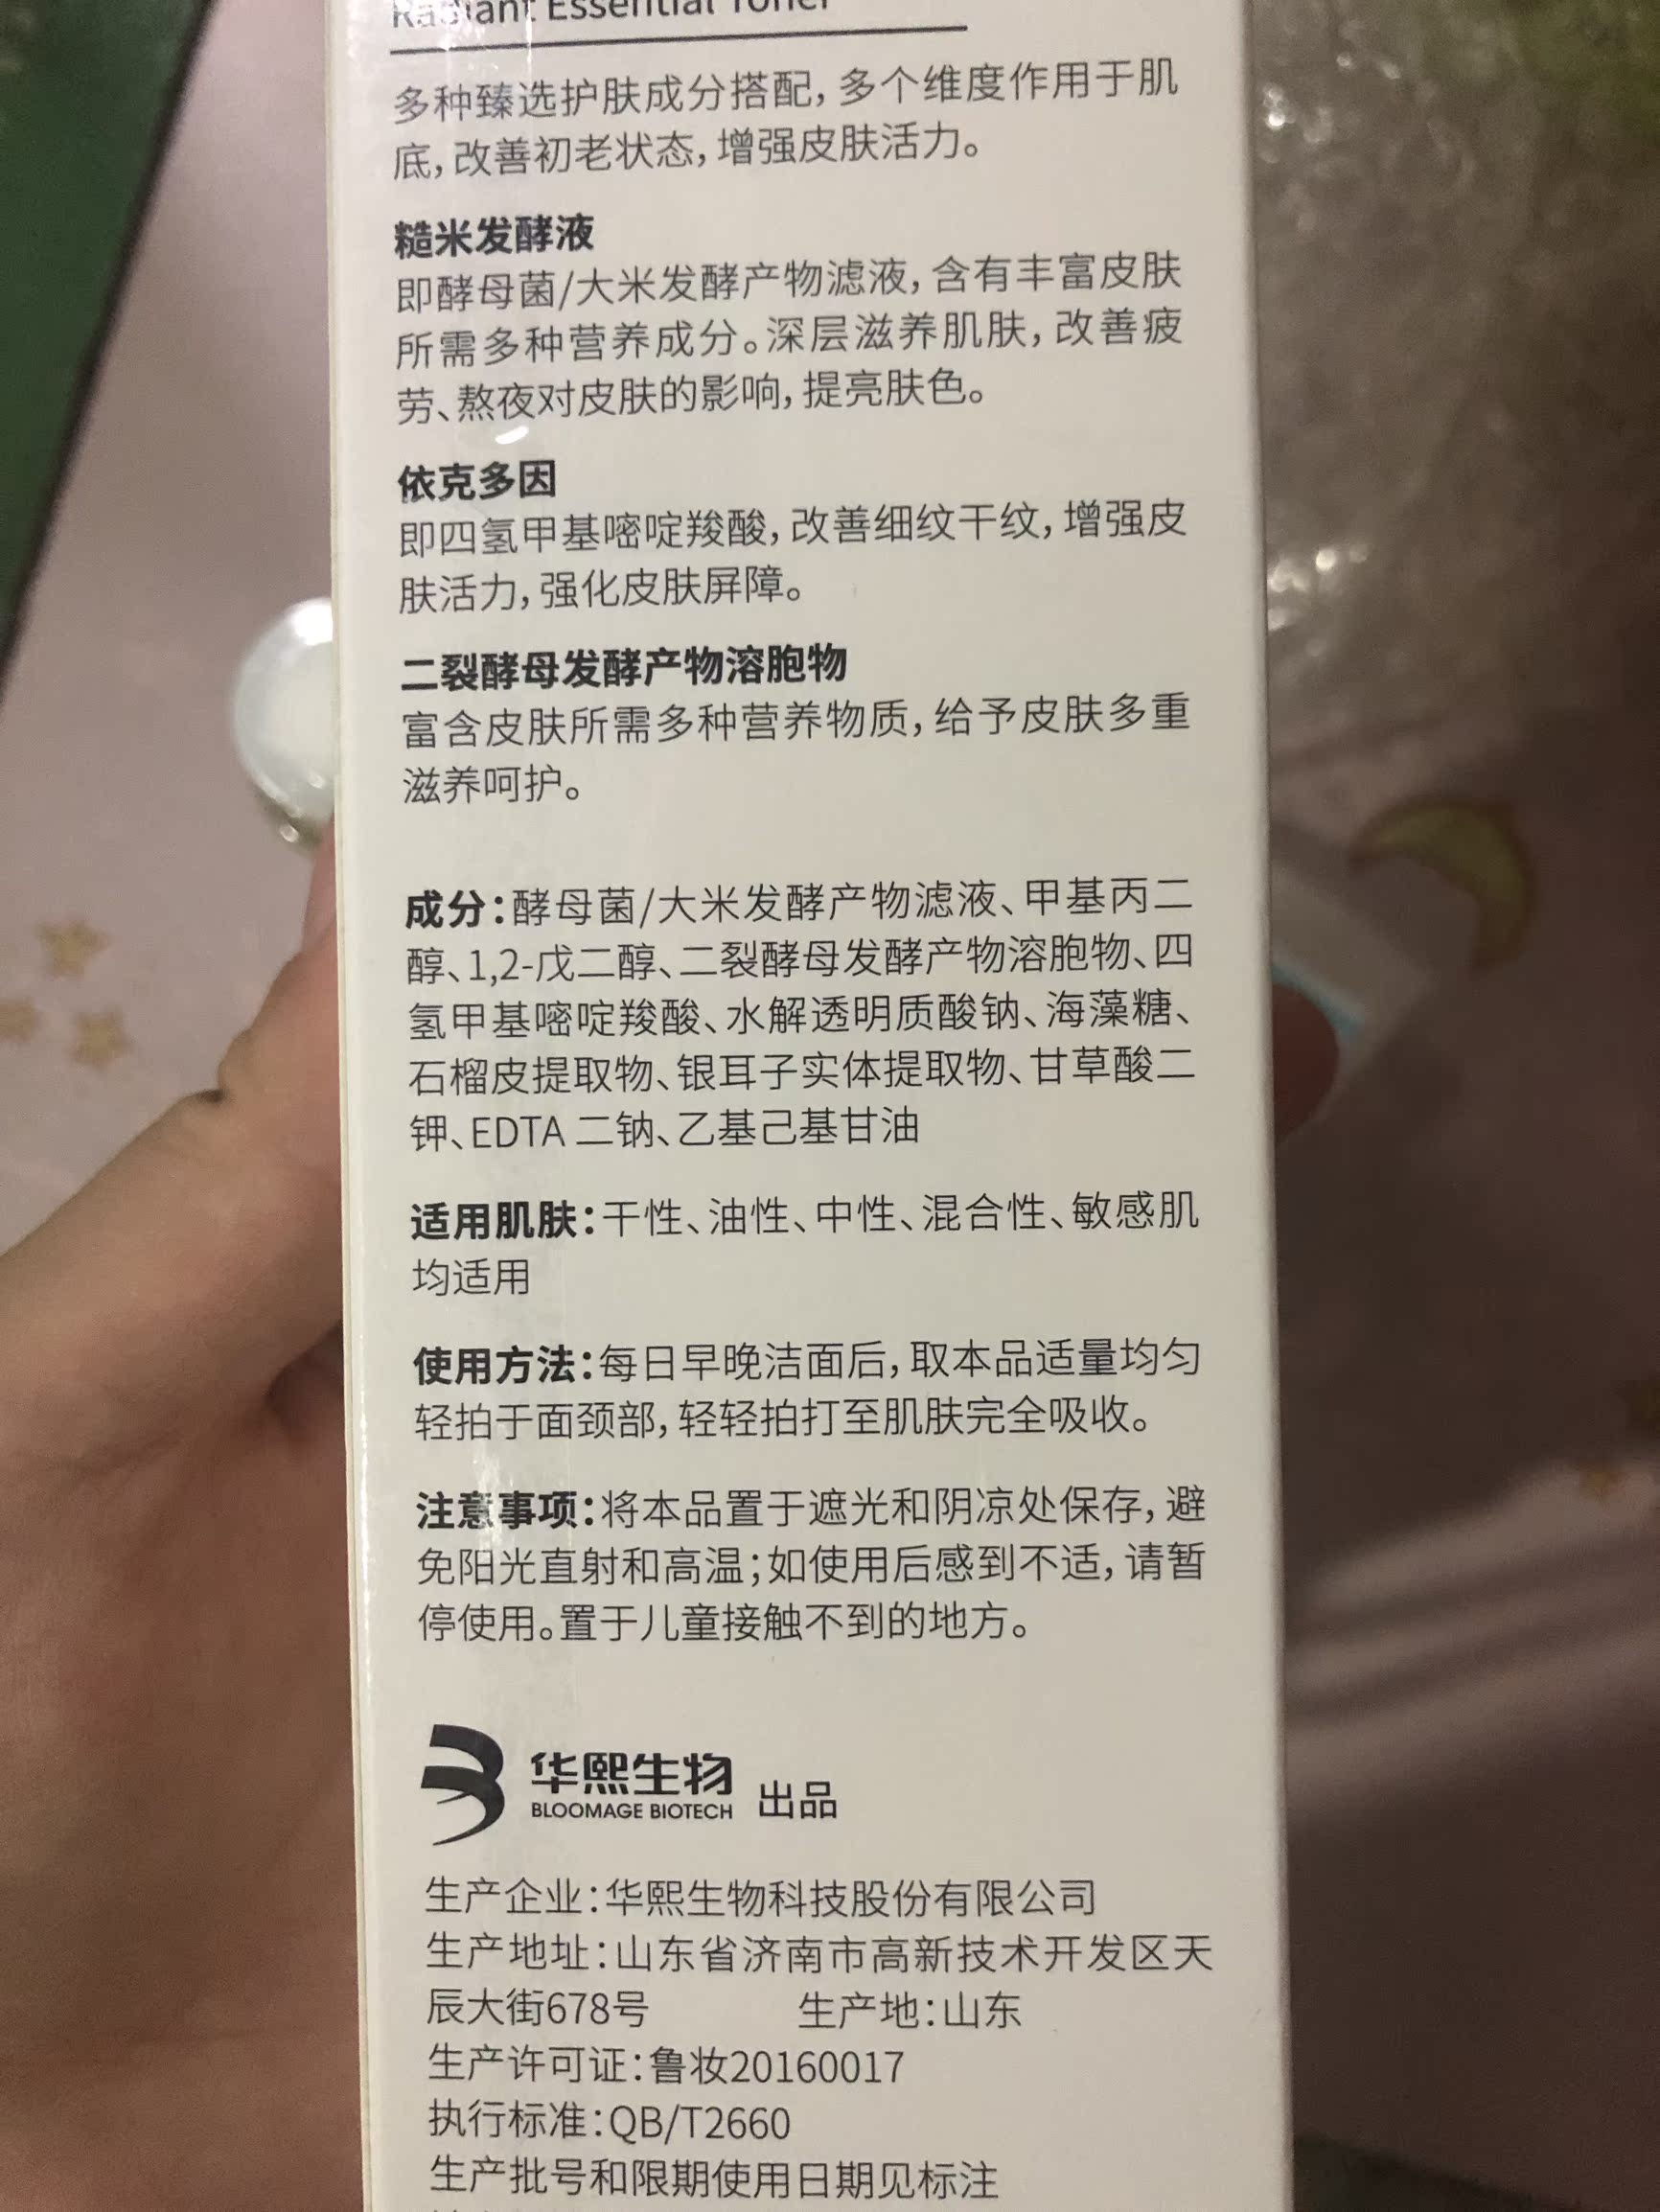 Radiant Essential Toner
多种臻选护肤成分搭配，多个维度作用于肌
底，改善初老状态，增强皮肤活力。
糙米发酵液
即酵母菌/大米发酵产物滤液，含有丰富皮肤
所需多种营养成分。深层滋养肌肤，改善疲
劳、熬夜对皮肤的影响，提亮肤色。
依克多因
即四氢甲基嘧啶羧酸，改善细纹干纹，增强皮
肤活力，强化皮肤屏障。
二裂酵母发酵产物溶胞物
富含皮肤所需多种营养物质，给予皮肤多重
滋养呵护。
成分：酵母菌/大米发酵产物滤液、甲基丙二
醇、1,2-戊二醇、二裂酵母发酵产物溶胞物、四
氢甲基嘧啶羧酸、水解透明质酸钠、海藻糖、
石榴皮提取物、银耳子实体提取物、甘草酸二
钾、EDTA 二钠、乙基己基甘油
适用肌肤：干性、油性、中性、混合性、敏感肌
均适用
使用方法：每日早晚洁面后，取本品适量均匀
轻拍于面颈部，轻轻拍打至肌肤完全吸收。
注意事项：将本品置于遮光和阴凉处保存，避
免阳光直射和高温；如使用后感到不适，请暂
停使用。置于儿童接触不到的地方。
华熙生物 出品
BLOOMAGE BIOTECH
生产企业：华熙生物科技股份有限公司
生产地址：山东省济南市高新技术开发区天
辰大街678号 生产地：山东
生产许可证：鲁妆20160017
执行标准：QB/T2660
生产批号和限期使用日期见标注